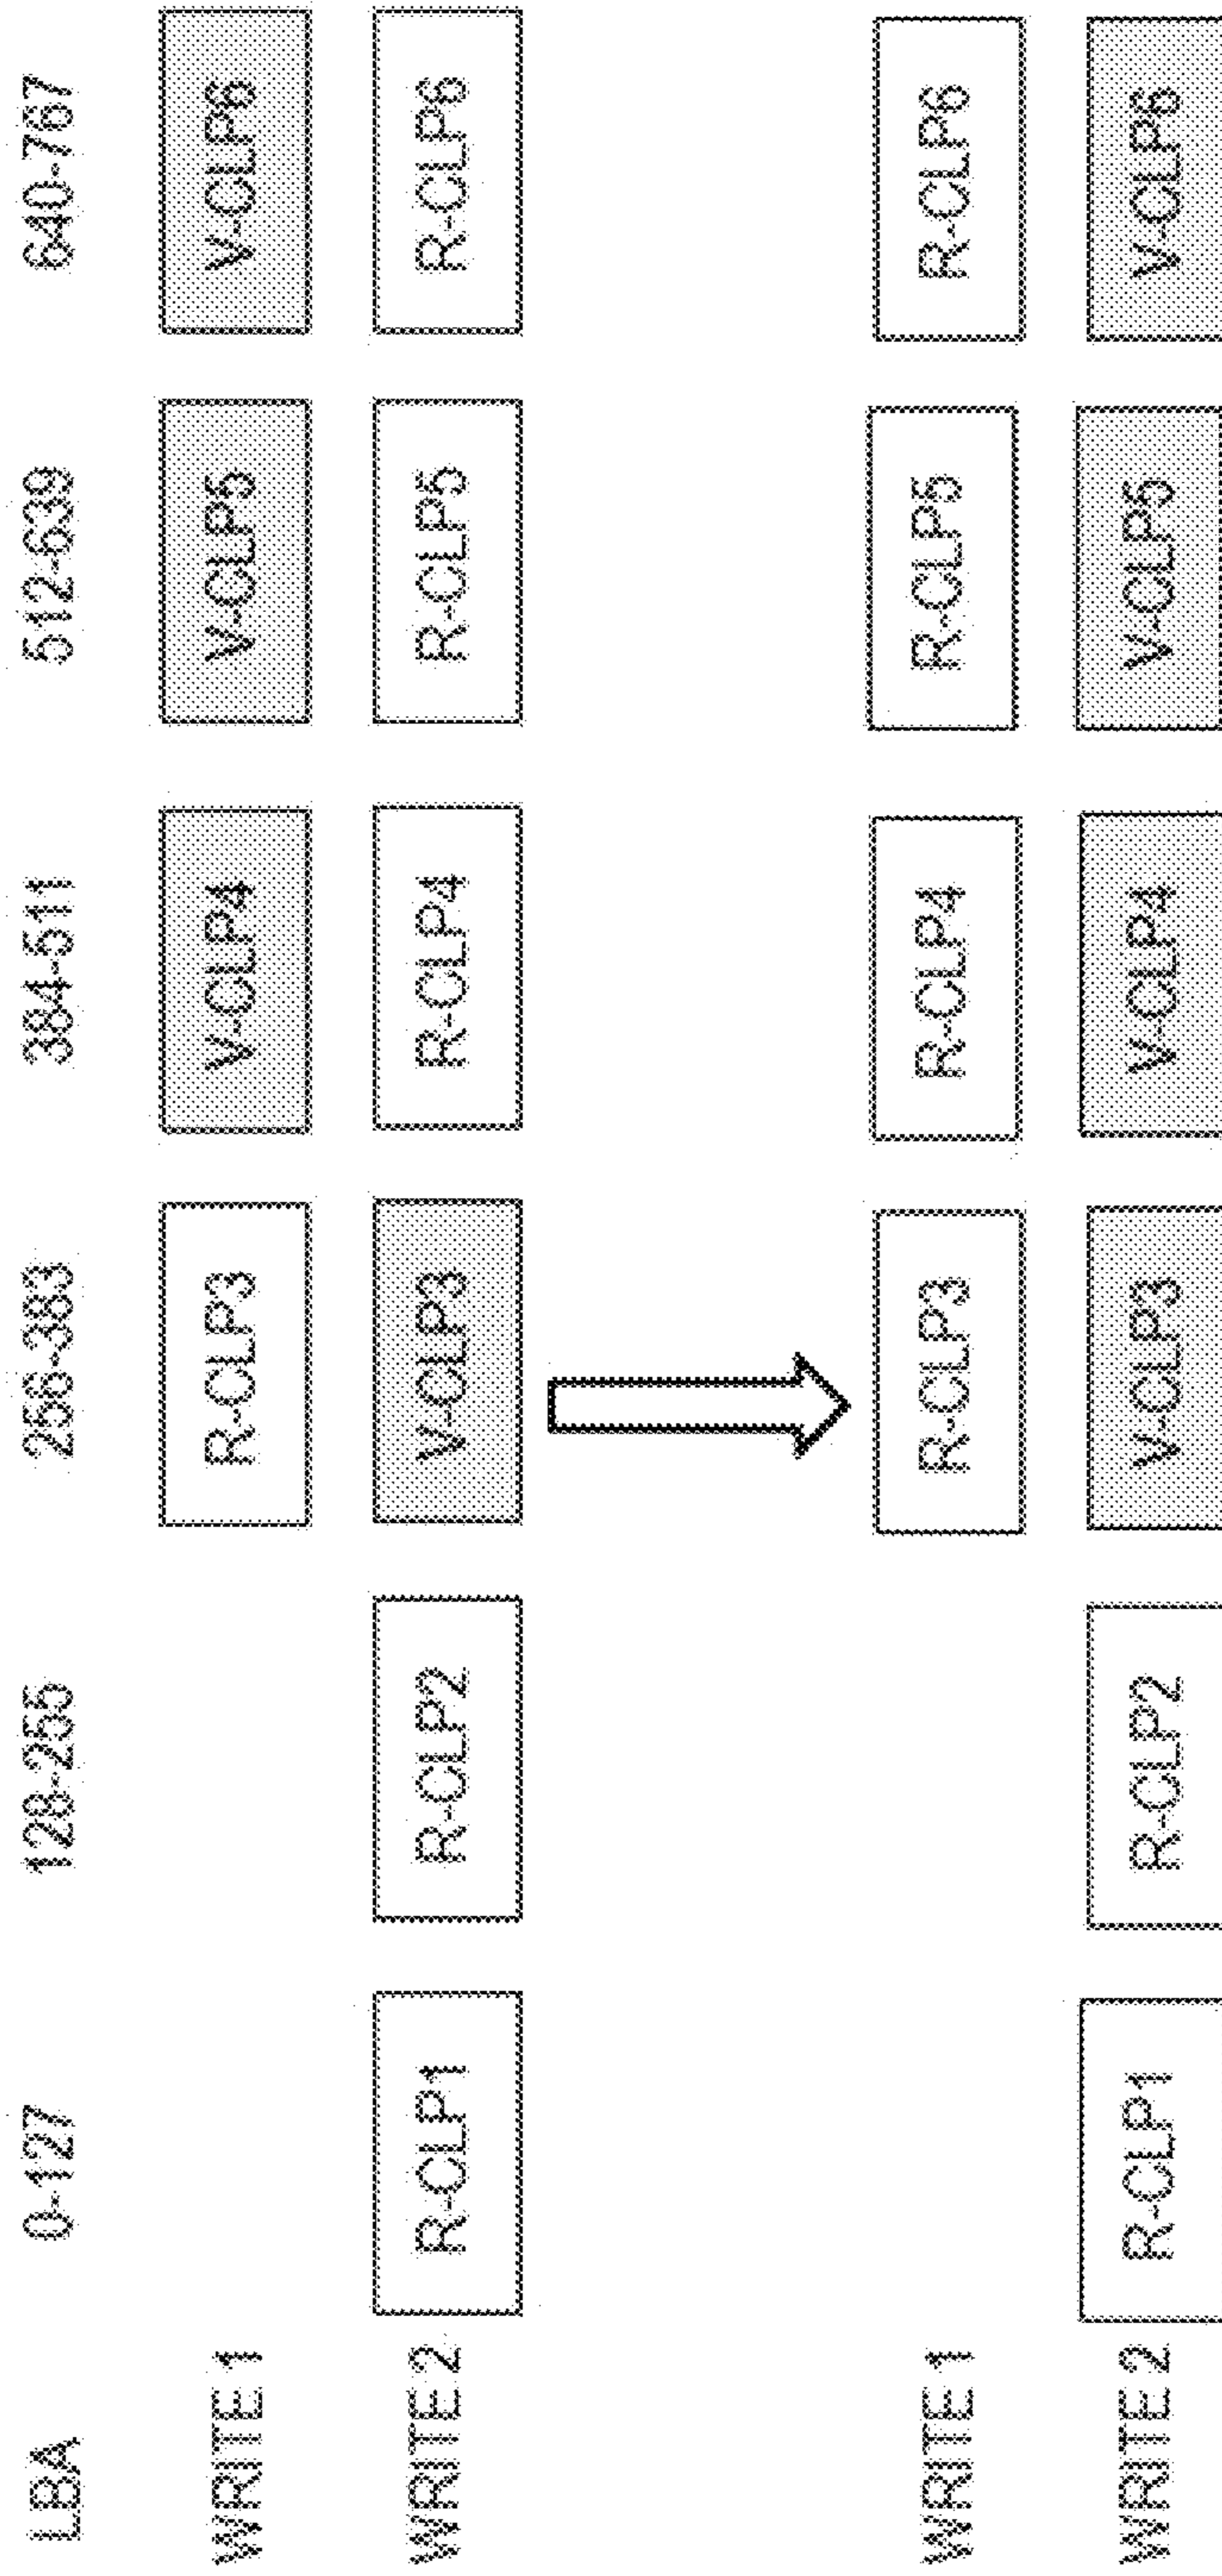 LBA 0-127 128-255 256-383 384-511 512-639 640-767
WRITE 1 R-CLP3 V-CLP4 V-CLP5 V-CLP6
WRITE 2 R-CLP1 R-CLP2 V-CLP3 R-CLP4 R-CLP5 R-CLP6
WRITE 1 R-CLP3 R-CLP4 R-CLP5 R-CLP6
WRITE 2 R-CLP1 R-CLP2 V-CLP3 V-CLP4 V-CLP5 V-CLP6